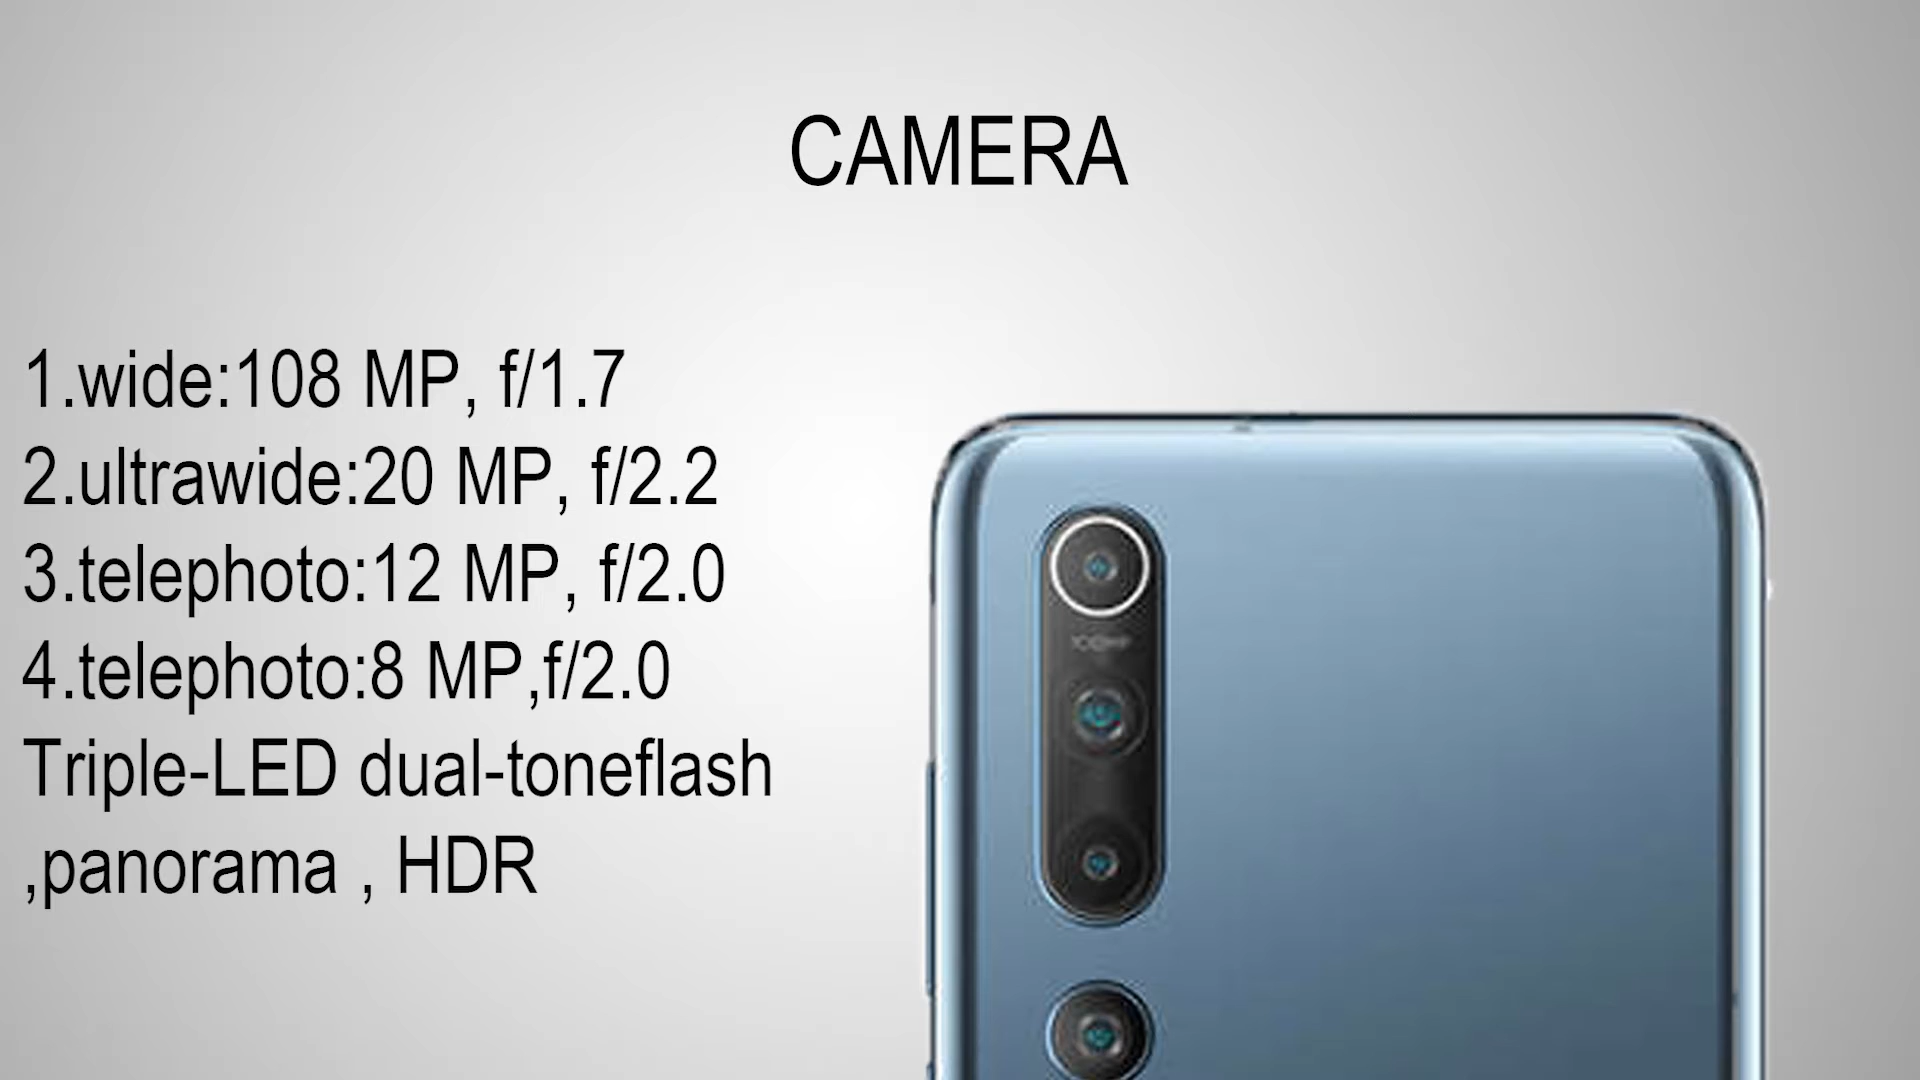 CAMERA
1.wide:108 MP, f/1.7
2.ultrawide:20 MP, f/2.2
3.telephoto:12 MP, f/2.0
4.telephoto:8 MP,f/2.0
Triple-LED dual-toneflash
,panorama , HDR
108MP